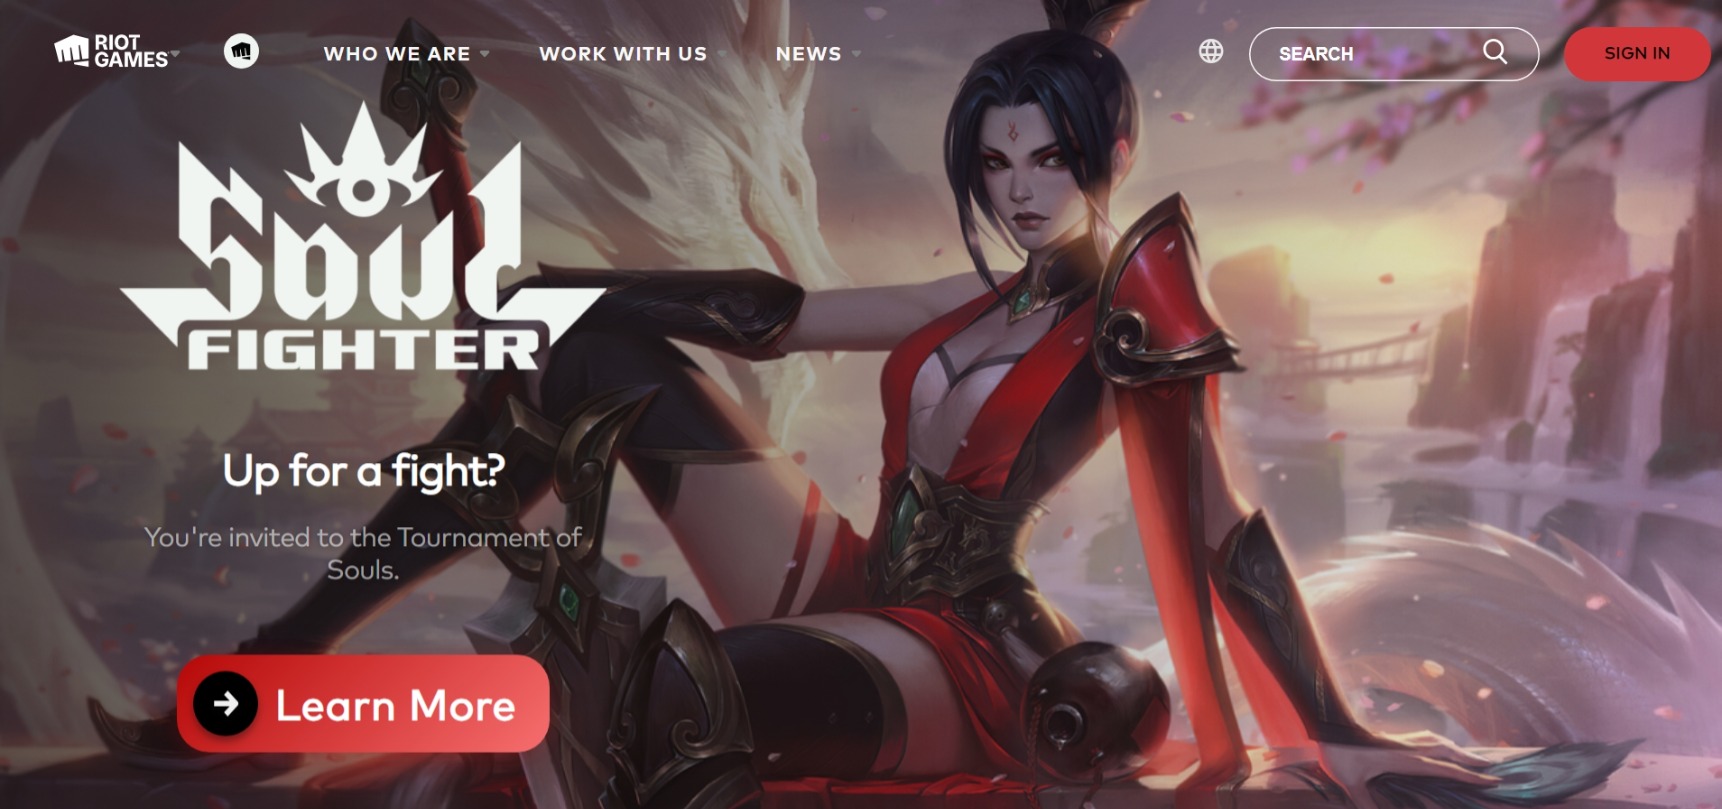 RIOT
GAMES
WHO WE ARE
WORK WITH US
NEWS
SEARCH
SIGN IN
SOUL
FIGHTER
Up for a fight?
You're invited to the Tournament of
Souls.
Learn More